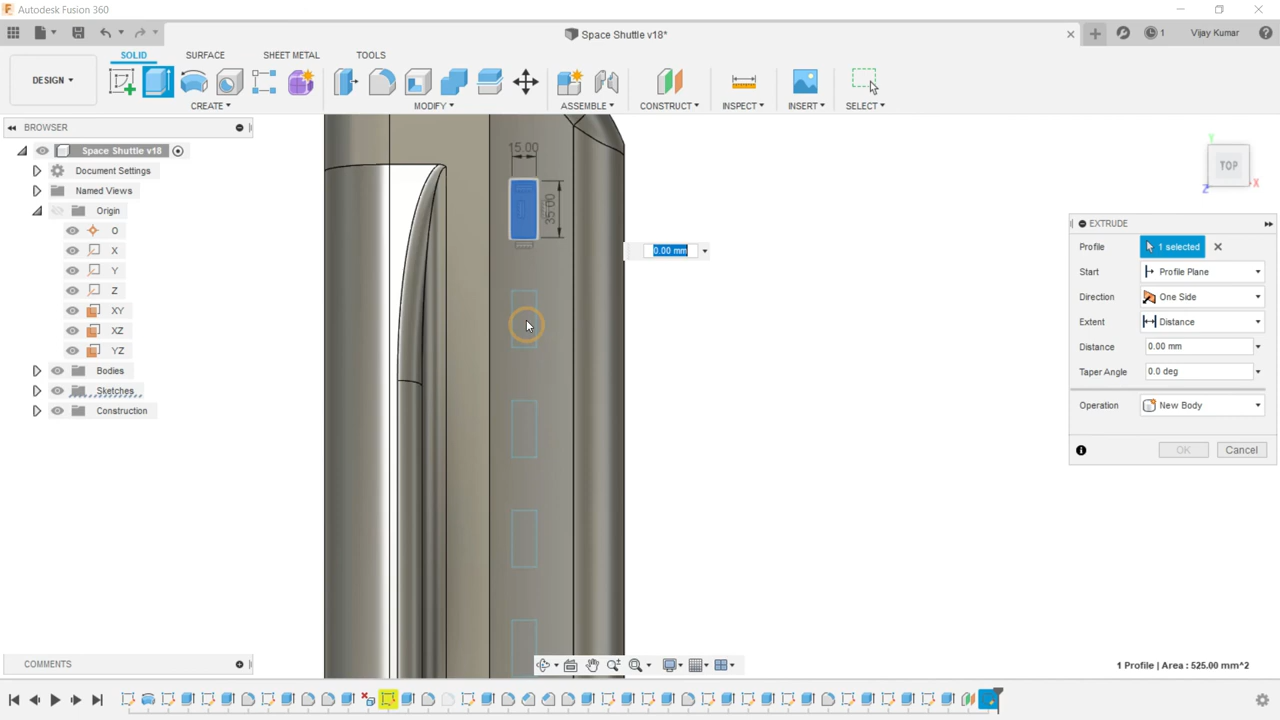 Autodesk Fusion 360
Space Shuttle v18*
1
Vijay Kumar
DESIGN
SOLID
SURFACE
SHEET METAL
TOOLS
CREATE
MODIFY
ASSEMBLE
CONSTRUCT
INSPECT
INSERT
SELECT
BROWSER
Space Shuttle v18
Document Settings
Named Views
Origin
O
X
Y
Z
XY
XZ
YZ
Bodies
Sketches
Construction
15.00
35.00
0.00 mm
Y
TOP
Z
X
EXTRUDE
Profile 1 selected
Start Profile Plane
Direction One Side
Extent Distance
Distance 0.00 mm
Taper Angle 0.0 deg
Operation New Body
OK Cancel
COMMENTS
1 Profile | Area : 525.00 mm^2